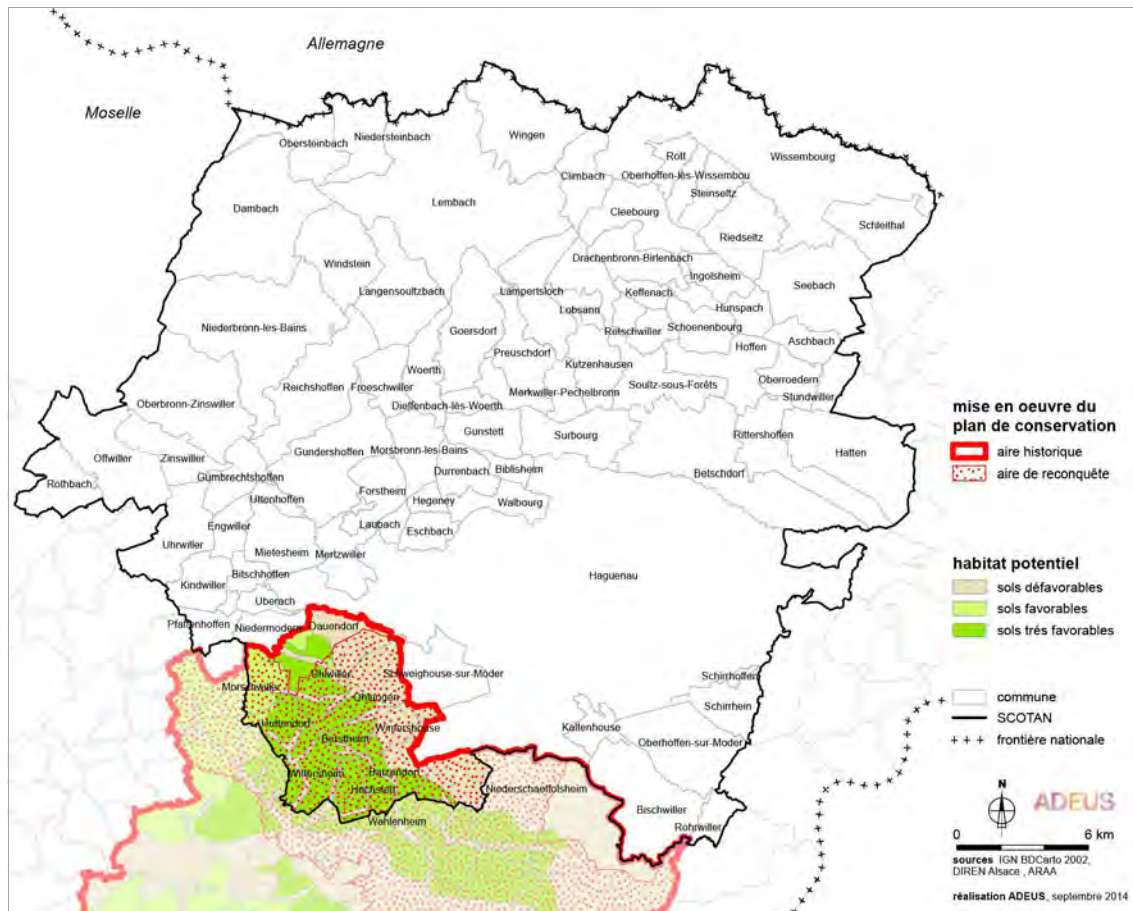 Allemagne
Moselle
Obersteinbach
Niedersteinbach
Wingen
Climbach
Rott
Oberhoffen-lès-Wissembou
Steinseltz
Wissembourg
Dambach
Lembach
Cleebourg
Schleithal
Riedseltz
Windstein
Drachenbronn-Birlenbach
Ingolsheim
Seebach
Langensoultzbach
Lampertsloch
Keffenach
Lobsann
Hunspach
Niederbronn-les-Bains
Goersdorf
Retschwiller
Schoenenbourg
Aschbach
Hoffen
Preuschdorf
Kutzenhausen
Woerth
Reichshoffen
Froeschwiller
Merkwiller-Pechelbronn
Soultz-sous-Forêts
Oberroedern
Stundwiller
Oberbronn-Zinswiller
Dieffenbach-lès-Woerth
Gunstett
Surbourg
Rittershoffen
Hatten
Offwiller
Zinswiller
Gundershoffen
Morsbronn-les-Bains
Durrenbach
Biblisheim
Betschdorf
Rothbach
Gumbrechtshoffen
Uttenhoffen
Forstheim
Hegeney
Walbourg
Engwiller
Laubach
Eschbach
Uhrwiller
Mietesheim
Mertzwiller
Bitschhoffen
Haguenau
Kindwiller
Uberach
Pfaffenhoffen
Niedermodern
Dauendorf
Morschwiller
Uhlwiller
Schweighouse-sur-Moder
Ohlungen
Schirrhoffen
Schirrhein
Huttendorf
Wintershouse
Kaltenhouse
Berstheim
Oberhoffen-sur-Moder
Wittersheim
Batzendorf
Hochstett
Niederschaeffolsheim
Bischwiller
Wahlenheim
Rohrwiller
mise en oeuvre du
plan de conservation
aire historique
aire de reconquête
habitat potentiel
sols défavorables
sols favorables
sols trés favorables
commune
SCOTAN
frontière nationale
N
ADEUS
0 6 km
sources IGN BDCarto 2002,
DIREN Alsace , ARAA
réalisation ADEUS, septembre 2014